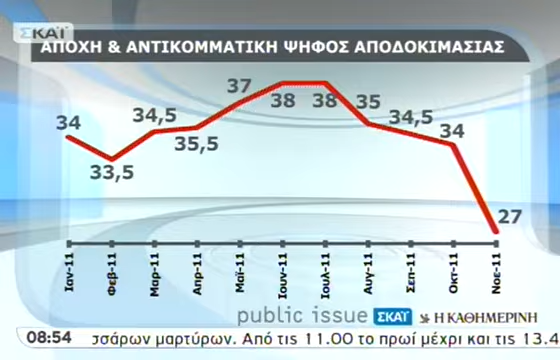 ΣΚΑΪ
ΑΠΟΧΗ & ΑΝΤΙΚΟΜΜΑΤΙΚΗ ΨΗΦΟΣ ΑΠΟΔΟΚΙΜΑΣΙΑΣ
34
33,5
34,5
35,5
37
38
38
35
34,5
34
27
Ιαν-11
Φεβ-11
Μαρ-11
Απρ-11
Μαϊ-11
Ιουν-11
Ιουλ-11
Αυγ-11
Σεπ-11
Οκτ-11
Νοε-11
public issue ΣΚΑΪ Η ΚΑΘΗΜΕΡΙΝΗ
08:54 σσάρων μαρτύρων. Από τις 11.00 το πρωί μέχρι και τις 13.4